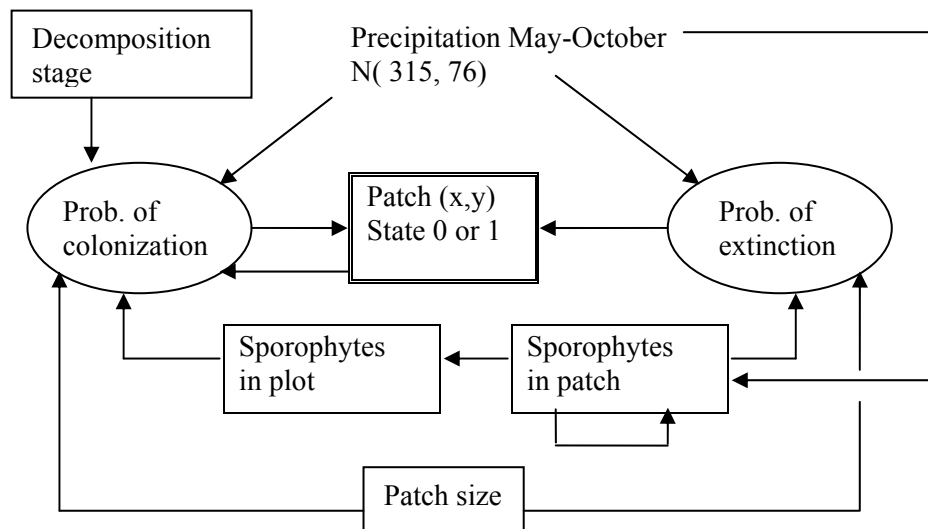 Decomposition
stage
Precipitation May-October
N( 315, 76)
Prob. of
colonization
Patch (x,y)
State 0 or 1
Prob. of
extinction
Sporophytes
in plot
Sporophytes
in patch
Patch size